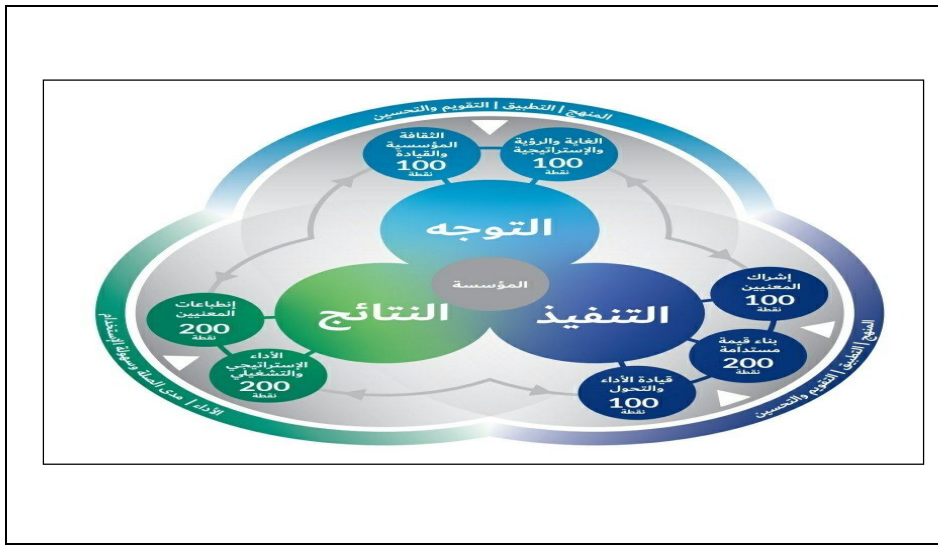 المنهج | التطبيق | التقويم والتحسين
الغاية والرؤية
والإستراتيجية
100
نقطة
الثقافة
المؤسسية
والقيادة
100
نقطة
التوجه
المؤسسة
التنفيذ
النتائج
إشراك
المعنيين
100
نقطة
بناء قيمة
مستدامة
200
نقطة
قيادة الأداء
والتحول
100
نقطة
المنهج | التطبيق | التقويم والتحسين
إنطباعات
المعنيين
200
نقطة
الأداء
الإستراتيجي
والتشغيلي
200
نقطة
الأداء | مدى الصلة وسهولة الإستخدام